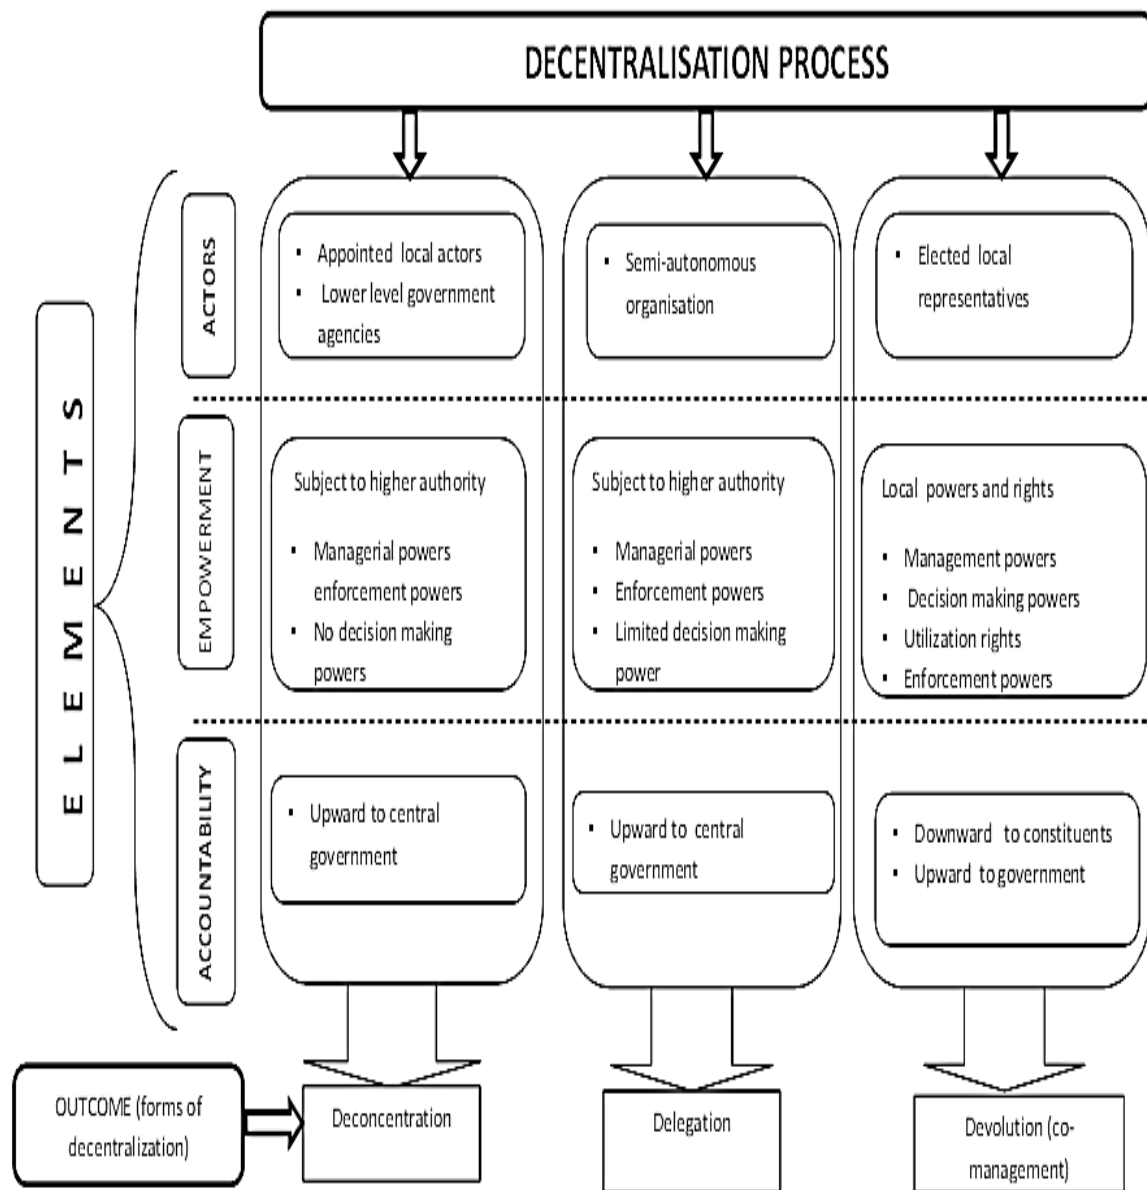 DECENTRALISATION PROCESS
ELEMENTS
ACTORS
▪ Appointed local actors
▪ Lower level government
agencies
▪ Semi-autonomous
organisation
▪ Elected local
representatives
EMPOWERMENT
Subject to higher authority
▪ Managerial powers
enforcement powers
▪ No decision making
powers
Subject to higher authority
▪ Managerial powers
▪ Enforcement powers
▪ Limited decision making
power
Local powers and rights
▪ Management powers
▪ Decision making powers
▪ Utilization rights
▪ Enforcement powers
ACCOUNTABILITY
▪ Upward to central
government
▪ Upward to central
government
▪ Downward to constituents
▪ Upward to government
OUTCOME (forms of
decentralization)
Deconcentration
Delegation
Devolution (co-
management)